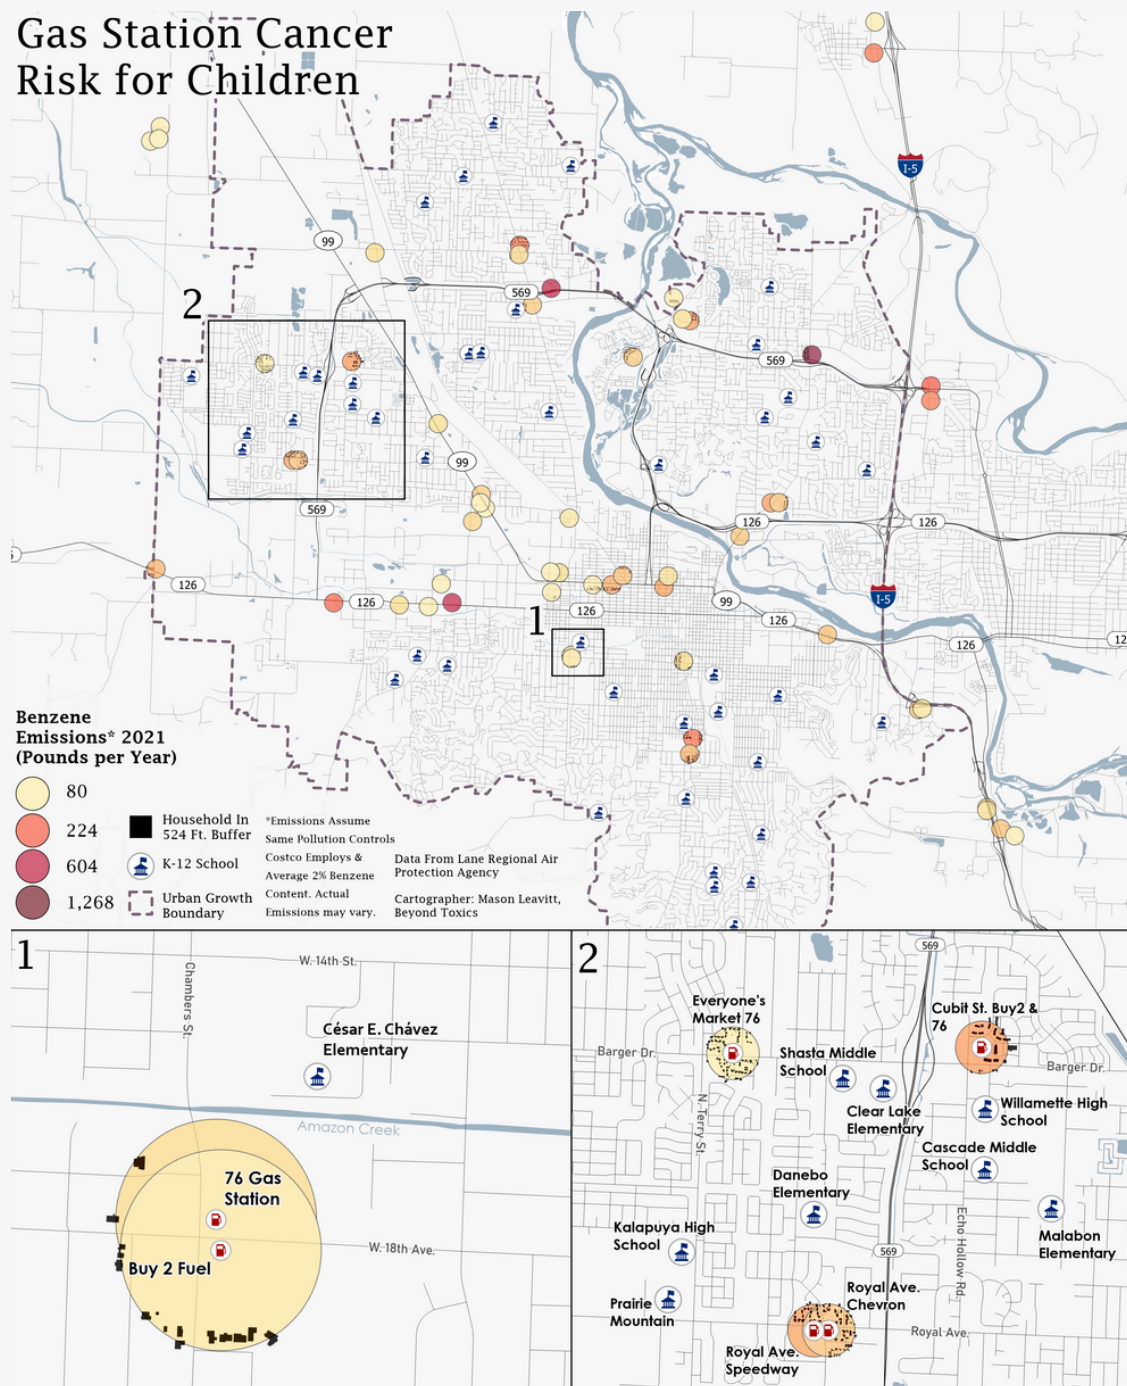 Gas Station Cancer
Risk for Children
I-5
99
569
2
569
99
569
126
126
126
126
1
126
99
126
I-5
126
12
Benzene
Emissions* 2021
(Pounds per Year)
80
224
604
1,268
Household In
524 Ft. Buffer
K-12 School
Urban Growth
Boundary
*Emissions Assume
Same Pollution Controls
Costco Employs &
Average 2% Benzene
Content. Actual
Emissions may vary.
Data From Lane Regional Air
Protection Agency
Cartographer: Mason Leavitt,
Beyond Toxics
1
W. 14th St.
Chambers St.
César E. Chávez
Elementary
Amazon Creek
76 Gas
Station
W. 18th Ave.
Buy 2 Fuel
2
569
Everyone's
Market 76
Cubit St. Buy2 &
76
Barger Dr.
Shasta Middle
School
Barger Dr.
Clear Lake
Elementary
Willamette High
School
N. Terry St.
Cascade Middle
School
Danebo
Elementary
Echo Hollow Rd.
Kalapuya High
School
Malabon
Elementary
569
Prairie
Mountain
Royal Ave.
Chevron
Royal Ave.
Royal Ave.
Speedway